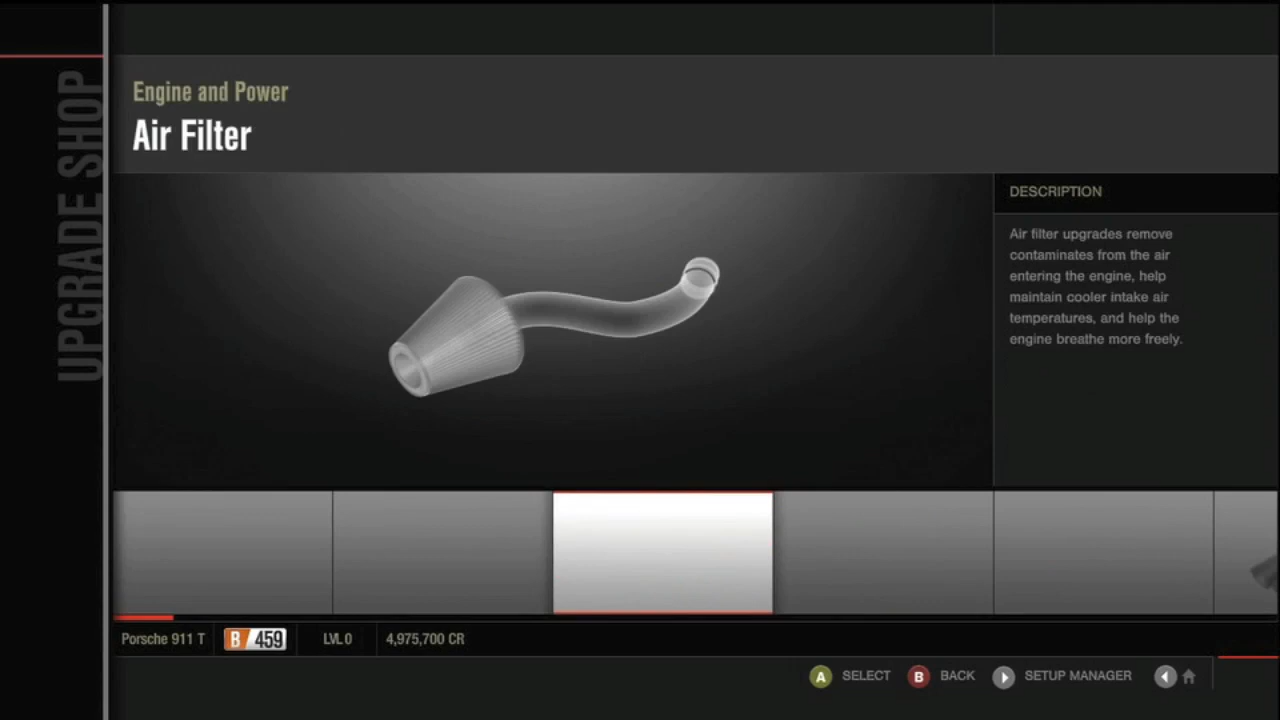 UPGRADE SHOP
Engine and Power
Air Filter
DESCRIPTION
Air filter upgrades remove
contaminates from the air
entering the engine, help
maintain cooler intake air
temperatures, and help the
engine breathe more freely.
Porsche 911 T B 459 LVL 0 4,975,700 CR
A SELECT B BACK SETUP MANAGER